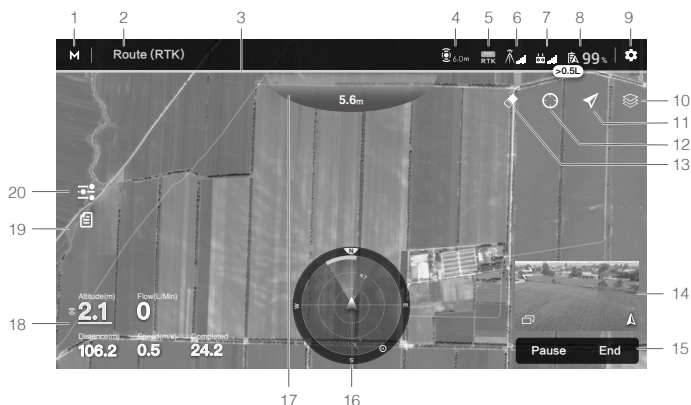 1 2 3 4 5 6 7 8 9
M Route (RTK) 6.0m RTK 99%
>0.5L
5.6m
10
11
12
13
20
19
N
4.7
W E
S
Altitude(m) Flow(L/Min)
2.1 0
14
18
Distance(m) Speed(m/s) Completed
106.2 0.5 24.2
Pause End 15
17 16